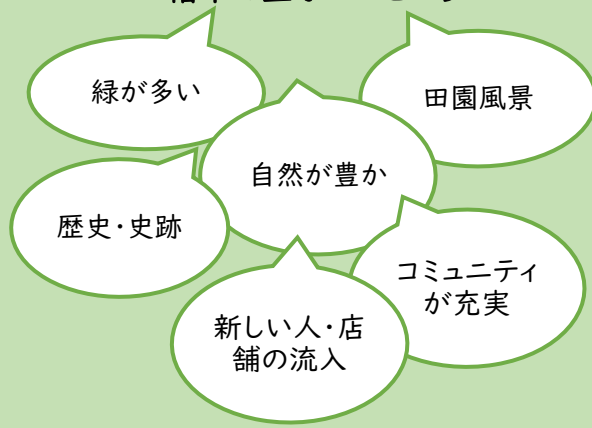 緑が多い
田園風景
自然が豊か
歴史・史跡
コミュニティ
が充実
新しい人・店
舗の流入